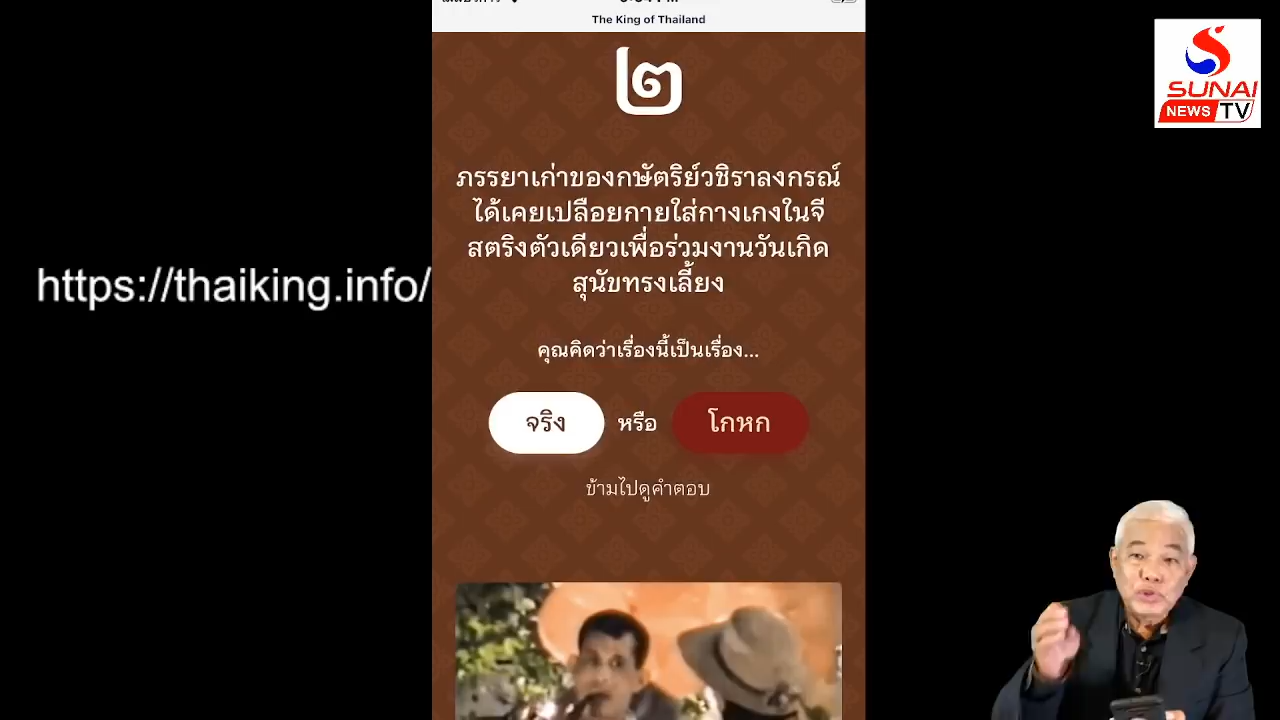 The King of Thailand
๒
ภรรยาเก่าของกษัตริย์วชิราลงกรณ์
ได้เคยเปลือยกายใส่กางเกงในจี
สตริงตัวเดียวเพื่อร่วมงานวันเกิด
สุนัขทรงเลี้ยง
คุณคิดว่าเรื่องนี้เป็นเรื่อง...
จริง หรือ โกหก
ข้ามไปดูคำตอบ
https://thaiking.info/
SUNAI
NEWS TV